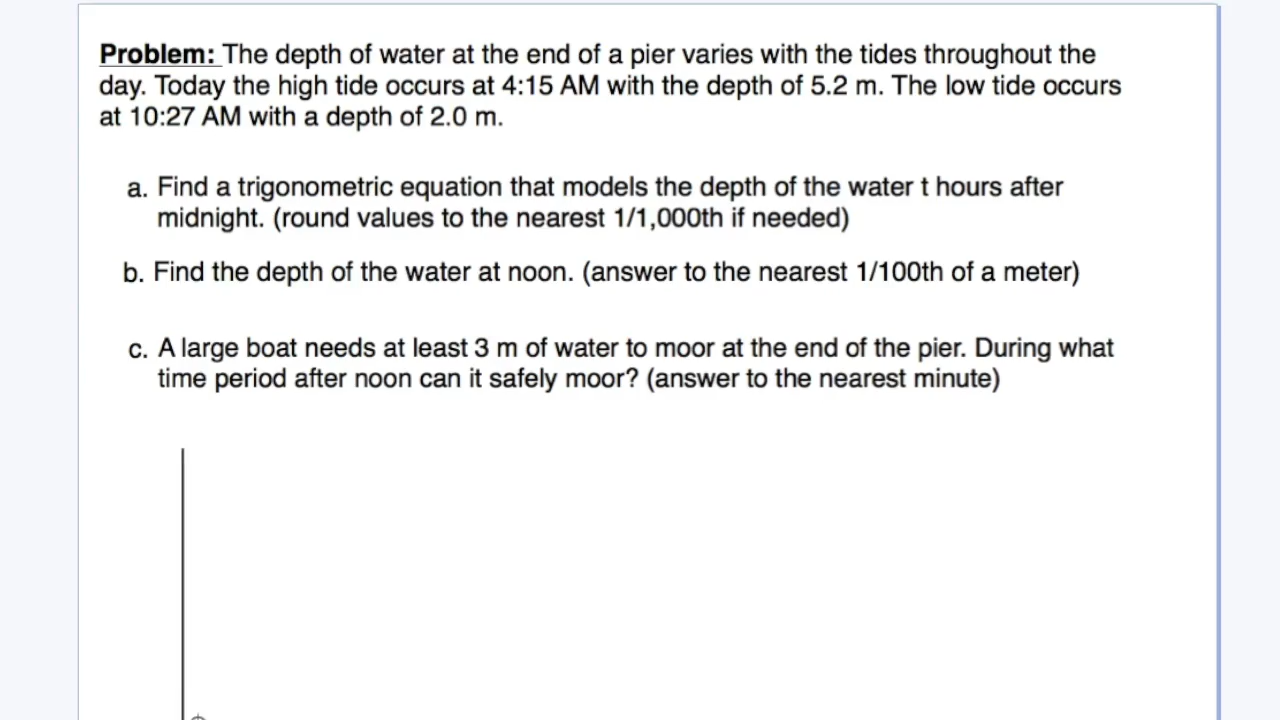 Problem: The depth of water at the end of a pier varies with the tides throughout the
day. Today the high tide occurs at 4:15 AM with the depth of 5.2 m. The low tide occurs
at 10:27 AM with a depth of 2.0 m.
a. Find a trigonometric equation that models the depth of the water t hours after
midnight. (round values to the nearest 1/1,000th if needed)
b. Find the depth of the water at noon. (answer to the nearest 1/100th of a meter)
c. A large boat needs at least 3 m of water to moor at the end of the pier. During what
time period after noon can it safely moor? (answer to the nearest minute)